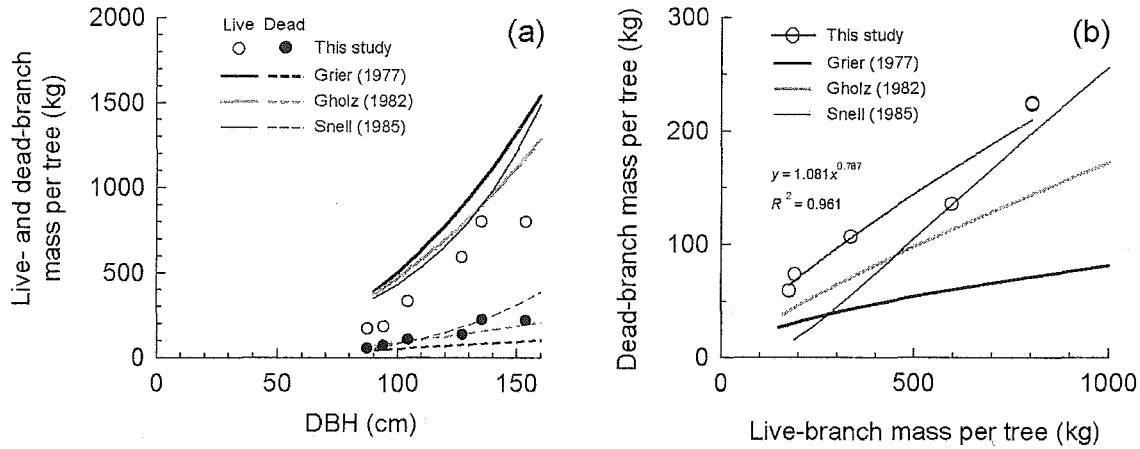 Live- and dead-branch
mass per tree (kg)
2000
1500
1000
500
0
0
50
100
150
DBH (cm)
(a)
Live Dead
This study
Grier (1977)
Gholz (1982)
Snell (1985)
Dead-branch mass per tree (kg)
300
200
100
0
0
500
1000
Live-branch mass per tree (kg)
(b)
This study
Grier (1977)
Gholz (1982)
Snell (1985)
y = 1.081x^0.787
R² = 0.961